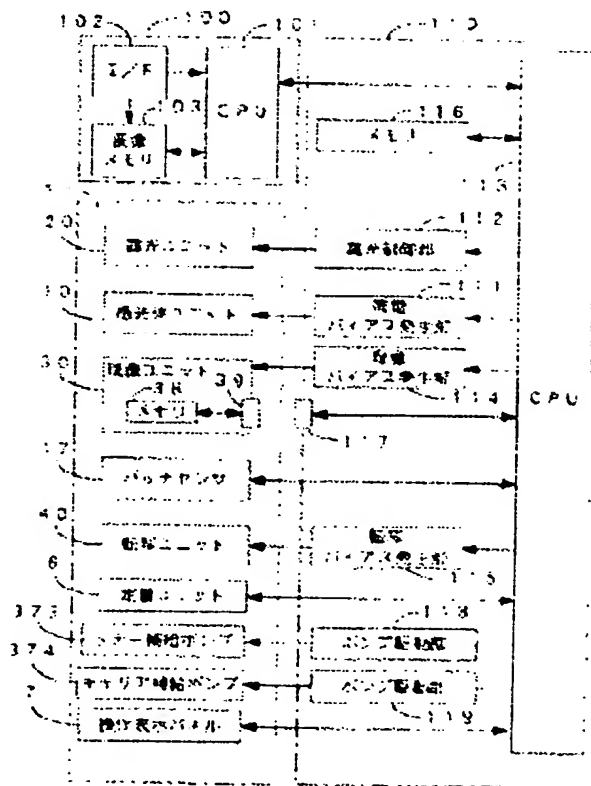 102
100
101
110
I/F
CPU
103
画像
メモリ
116
メモリ
113
1
20
露光ユニット
112
露光制御部
10
感光体ユニット
111
帯電
バイアス発生部
30
現像ユニット
38
39
メモリ
現像
バイアス発生部
114
117
CPU
17
パッチセンサ
40
転写ユニット
転写
バイアス発生部
115
6
定着ユニット
118
373
トナー補給ポンプ
ポンプ駆動部
374
キャリア補給ポンプ
ポンプ駆動部
119
7
操作表示パネル